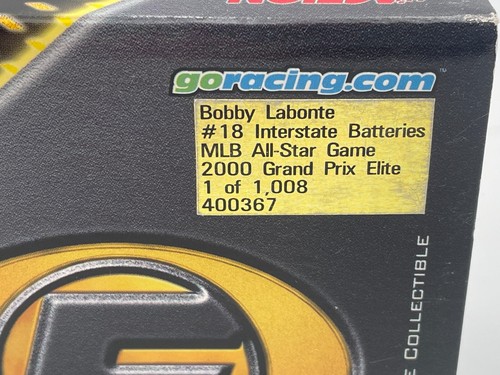 goracing.com™
Bobby Labonte
#18 Interstate Batteries
MLB All-Star Game
2000 Grand Prix Elite
1 of 1,008
400367
E COLLECTIBLE